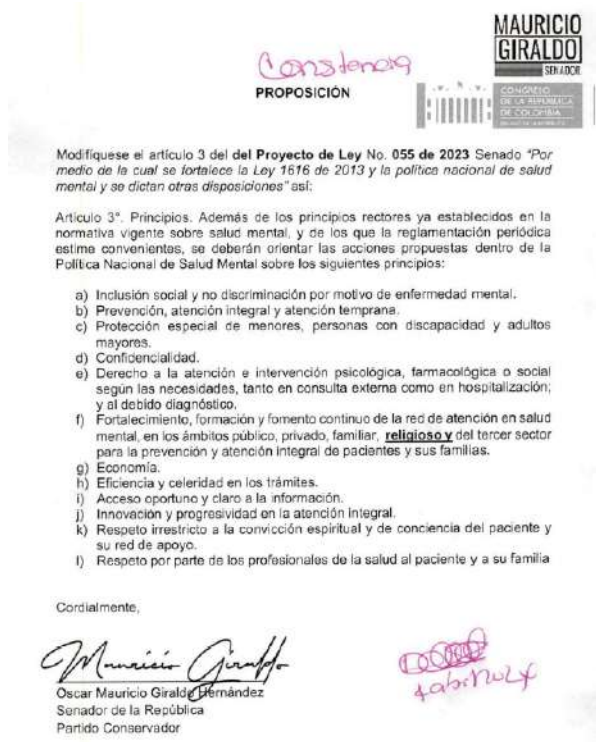 MAURICIO
GIRALDO
SENADOR
Constancia
PROPOSICIÓN
CONGRESO
DE LA REPÚBLICA
DE COLOMBIA
Modifíquese el artículo 3 del del Proyecto de Ley No. 055 de 2023 Senado "Por
medio de la cual se fortalece la Ley 1616 de 2013 y la política nacional de salud
mental y se dictan otras disposiciones" así:
Artículo 3°. Principios. Además de los principios rectores ya establecidos en la
normativa vigente sobre salud mental, y de los que la reglamentación periódica
estime convenientes, se deberán orientar las acciones propuestas dentro de la
Política Nacional de Salud Mental sobre los siguientes principios:
a) Inclusión social y no discriminación por motivo de enfermedad mental.
b) Prevención, atención integral y atención temprana.
c) Protección especial de menores, personas con discapacidad y adultos
mayores.
d) Confidencialidad.
e) Derecho a la atención e intervención psicológica, farmacológica o social
según las necesidades, tanto en consulta externa como en hospitalización;
y al debido diagnóstico.
f) Fortalecimiento, formación y fomento continuo de la red de atención en salud
mental, en los ámbitos público, privado, familiar, religioso y del tercer sector
para la prevención y atención integral de pacientes y sus familias.
g) Economía.
h) Eficiencia y celeridad en los trámites.
i) Acceso oportuno y claro a la información.
j) Innovación y progresividad en la atención integral.
k) Respeto irrestricto a la convicción espiritual y de conciencia del paciente y
su red de apoyo.
l) Respeto por parte de los profesionales de la salud al paciente y a su familia
Cordialmente,
Mauricio Giraldo
Oscar Mauricio Giraldo Hernández
Senador de la República
Partido Conservador